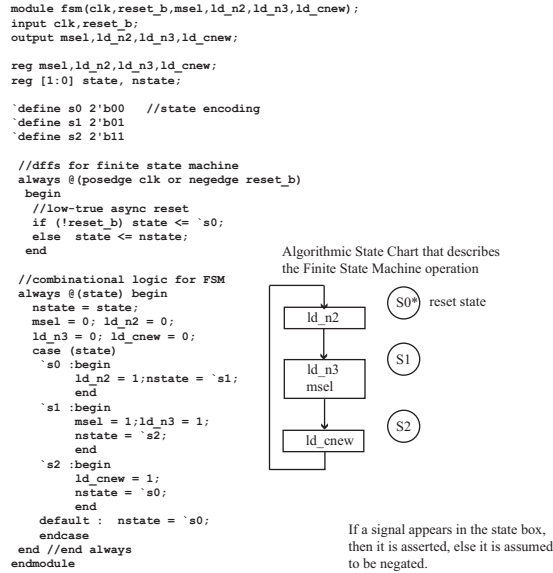 module fsm(clk,reset_b,msel,ld_n2,ld_n3,ld_cnew);
input clk,reset_b;
output msel,ld_n2,ld_n3,ld_cnew;
reg msel,ld_n2,ld_n3,ld_cnew;
reg [1:0] state, nstate;
`define s0 2'b00 //state encoding
`define s1 2'b01
`define s2 2'b11
//dffs for finite state machine
always @(posedge clk or negedge reset_b)
begin
//low-true async reset
if (!reset_b) state <= `s0;
else state <= nstate;
end
//combinational logic for FSM
always @(state) begin
nstate = state;
msel = 0; ld_n2 = 0;
ld_n3 = 0; ld_cnew = 0;
case (state)
`s0 :begin
ld_n2 = 1;nstate = `s1;
end
`s1 :begin
msel = 1;ld_n3 = 1;
nstate = `s2;
end
`s2 :begin
ld_cnew = 1;
nstate = `s0;
end
default : nstate = `s0;
endcase
end //end always
endmodule
Algorithmic State Chart that describes
the Finite State Machine operation
ld_n2
S0* reset state
ld_n3
msel
S1
ld_cnew
S2
If a signal appears in the state box,
then it is asserted, else it is assumed
to be negated.